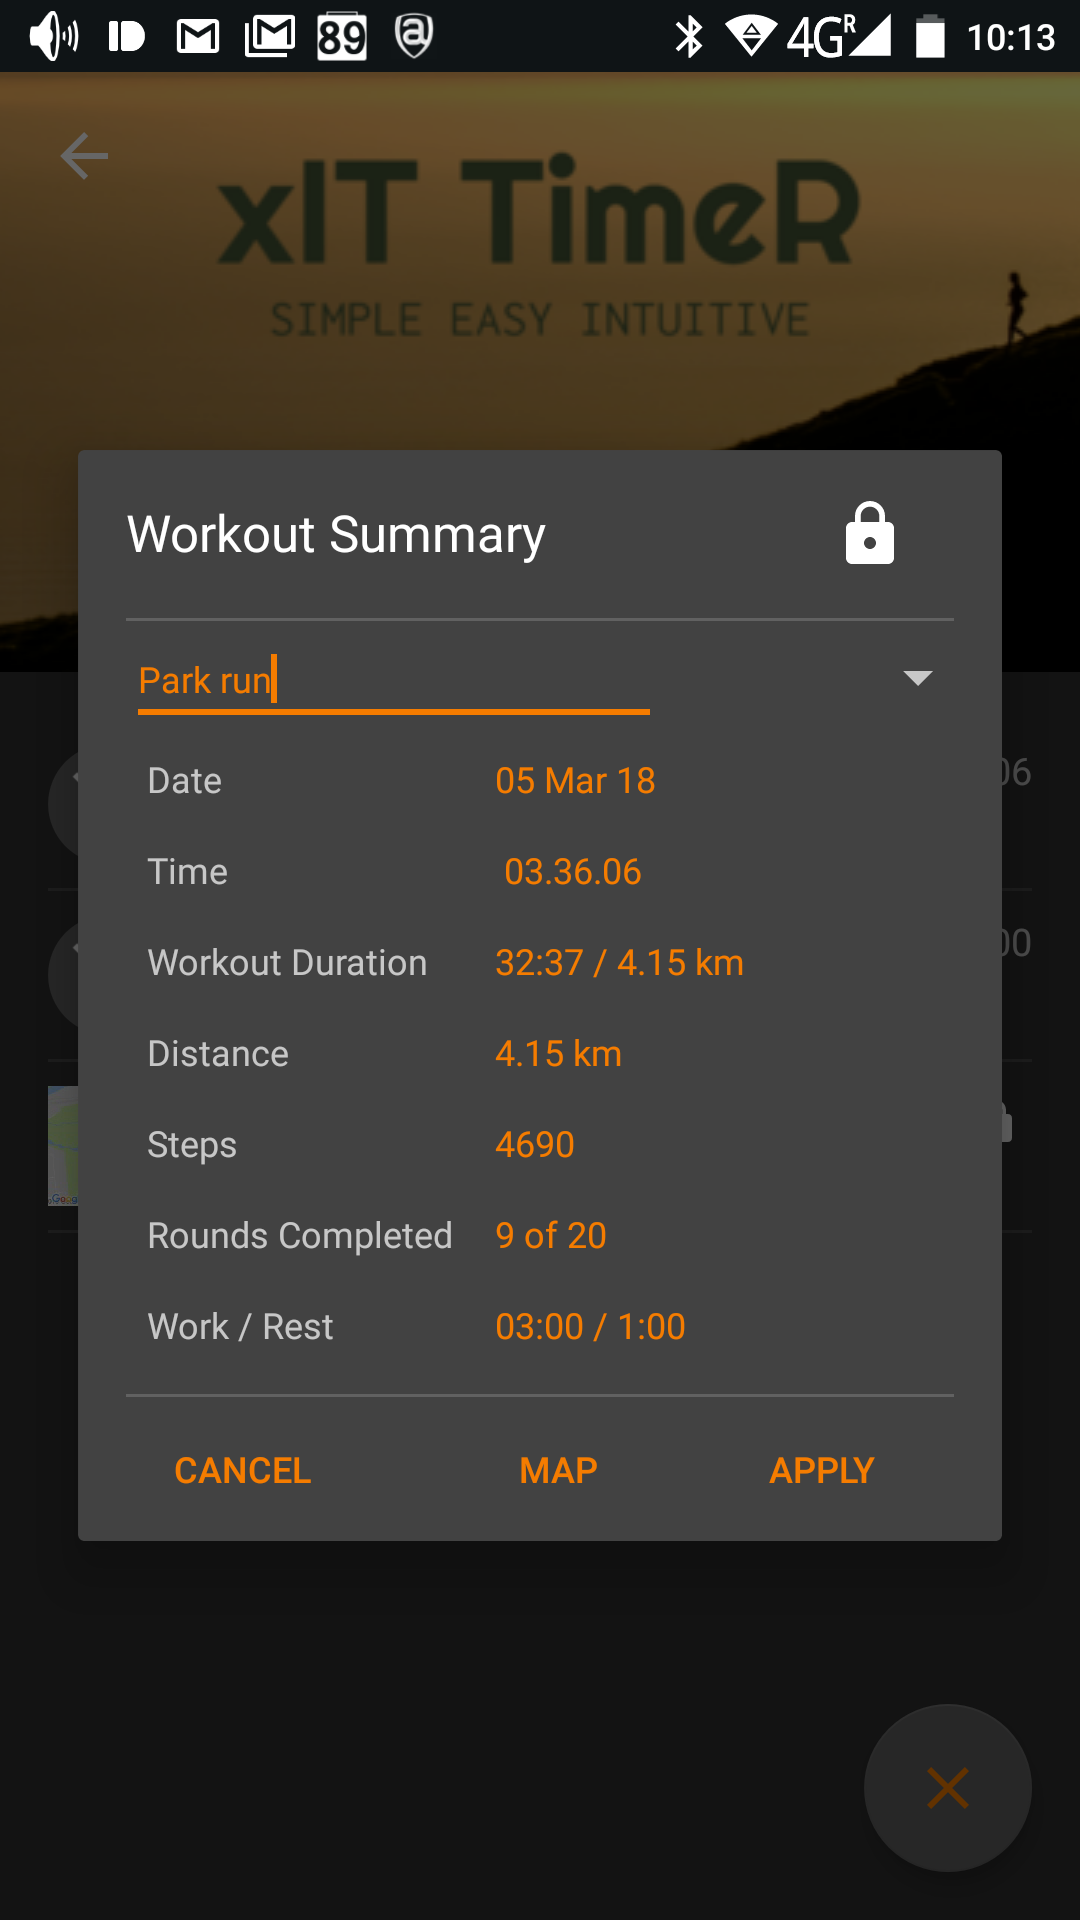 89 @ 4G R 10:13
xIT TimeR
SIMPLE EASY INTUITIVE
Workout Summary
Park run
Date 05 Mar 18
06
Time 03.36.06
Workout Duration 32:37 / 4.15 km
00
Distance 4.15 km
Steps 4690
Rounds Completed 9 of 20
Work / Rest 03:00 / 1:00
CANCEL MAP APPLY